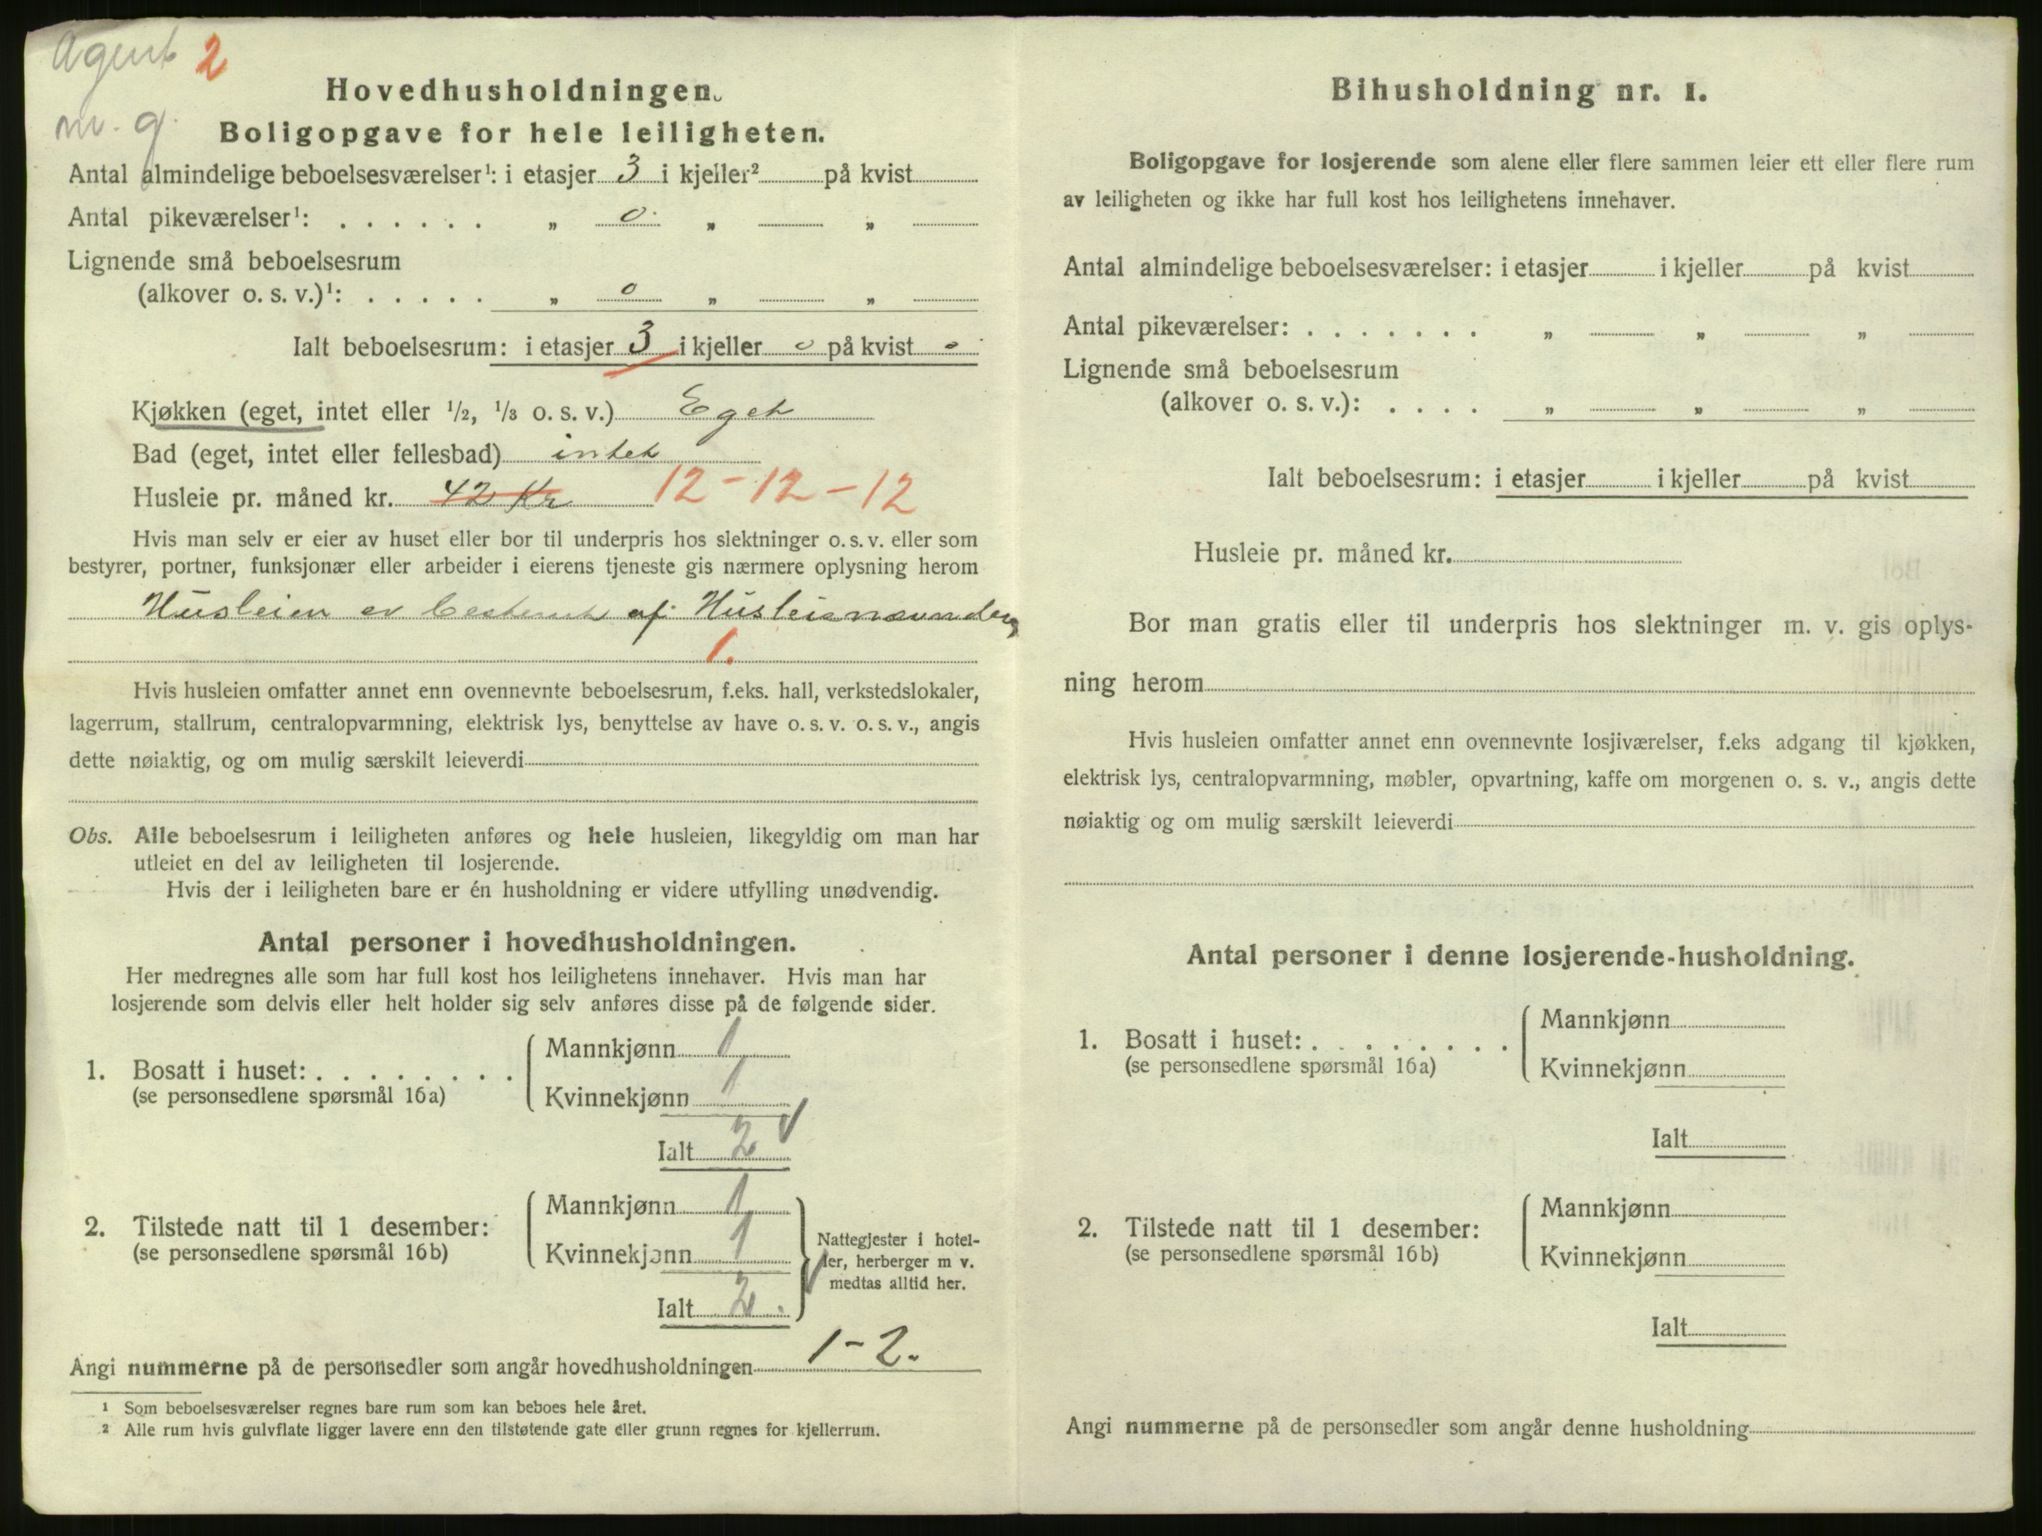 Agent 2
m. g.
Hovedhusholdningen.
Boligopgave for hele leiligheten.
Antal almindelige beboelsesværelser¹: i etasjer 3 i kjeller² på kvist
Antal pikeværelser¹: . . . . . . „ 0 „ „
Lignende små beboelsesrum
(alkover o. s. v.)¹: . . . . . „ 0 „ „
Ialt beboelsesrum: i etasjer 3 i kjeller 0 på kvist 0
Kjøkken (eget, intet eller 1/2, 1/3 o. s. v.) Eget
Bad (eget, intet eller fellesbad) intet
Husleie pr. måned kr. 42 Kr 12 - 12 - 12
Hvis man selv er eier av huset eller bor til underpris hos slektninger o. s. v. eller som
bestyrer, portner, funksjonær eller arbeider i eierens tjeneste gis nærmere oplysning herom
Husleien er bestemt af Husleienævnden
1.
Hvis husleien omfatter annet enn ovennevnte beboelsesrum, f.eks. hall, verkstedslokaler,
lagerrum, stallrum, centralopvarmning, elektrisk lys, benyttelse av have o. s. v. o. s. v., angis
dette nøiaktig, og om mulig særskilt leieverdi
Obs. Alle beboelsesrum i leiligheten anføres og hele husleien, likegyldig om man har
utleiet en del av leiligheten til losjerende.
Hvis der i leiligheten bare er én husholdning er videre utfylling unødvendig.
Antal personer i hovedhusholdningen.
Her medregnes alle som har full kost hos leilighetens innehaver. Hvis man har
losjerende som delvis eller helt holder sig selv anføres disse på de følgende sider.
Mannkjønn 1
1. Bosatt i huset: . . . . . . . .
(se personsedlene spørsmål 16a)
Kvinnekjønn 1
Ialt 2
Mannkjønn 1
2. Tilstede natt til 1 desember:
(se personsedlene spørsmål 16b)
Kvinnekjønn 1
Ialt 2.
Nattegjester i hotel-
ler, herberger m v.
medtas alltid her.
Angi nummerne på de personsedler som angår hovedhusholdningen 1-2.
¹ Som beboelsesværelser regnes bare rum som kan beboes hele året.
² Alle rum hvis gulvflate ligger lavere enn den tilstøtende gate eller grunn regnes for kjellerrum.
Bihusholdning nr. 1.
Boligopgave for losjerende som alene eller flere sammen leier ett eller flere rum
av leiligheten og ikke har full kost hos leilighetens innehaver.
Antal almindelige beboelsesværelser: i etasjer i kjeller på kvist
Antal pikeværelser: . . . . . . . „ „ „
Lignende små beboelsesrum
(alkover o. s. v.): . . . . „ „ „
Ialt beboelsesrum: i etasjer i kjeller på kvist
Husleie pr. måned kr.
Bor man gratis eller til underpris hos slektninger m. v. gis oplys-
ning herom
Hvis husleien omfatter annet enn ovennevnte losjiværelser, f.eks adgang til kjøkken,
elektrisk lys, centralopvarmning, møbler, opvartning, kaffe om morgenen o. s. v., angis dette
nøiaktig og om mulig særskilt leieverdi
Antal personer i denne losjerende-husholdning.
Mannkjønn
1. Bosatt i huset: . . . . . . . .
(se personsedlene spørsmål 16a)
Kvinnekjønn
Ialt
Mannkjønn
2. Tilstede natt til 1 desember:
(se personsedlene spørsmål 16b)
Kvinnekjønn
Ialt
Angi nummerne på de personsedler som angår denne husholdning